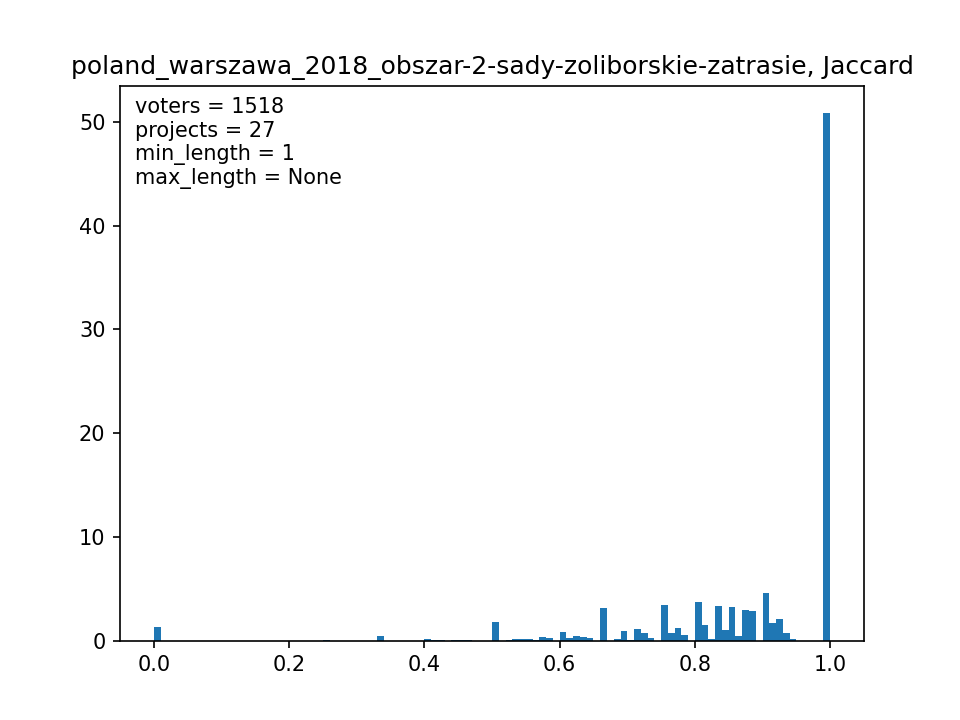 poland_warszawa_2018_obszar-2-sady-zoliborskie-zatrasie, Jaccard
voters = 1518
projects = 27
min_length = 1
max_length = None
50
40
30
20
10
0
0.0 0.2 0.4 0.6 0.8 1.0